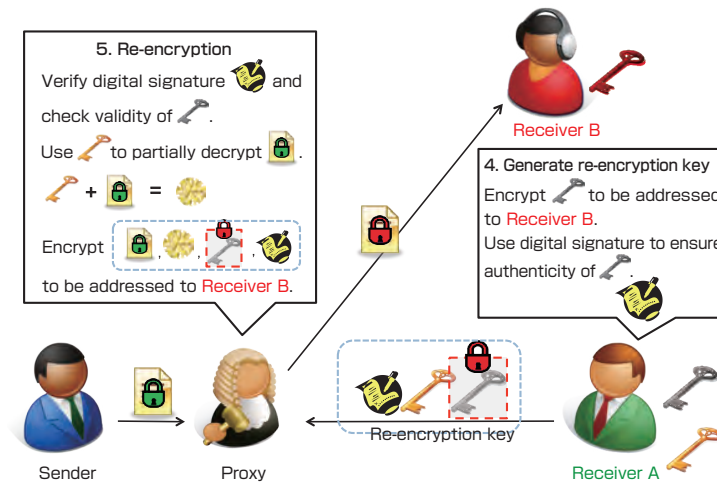 5. Re-encryption
Verify digital signature and
check validity of .
Use to partially decrypt .
+ =
Encrypt , , ,
to be addressed to Receiver B.
Receiver B
4. Generate re-encryption key
Encrypt to be addressed
to Receiver B.
Use digital signature to ensure
authenticity of .
Re-encryption key
Sender
Proxy
Receiver A